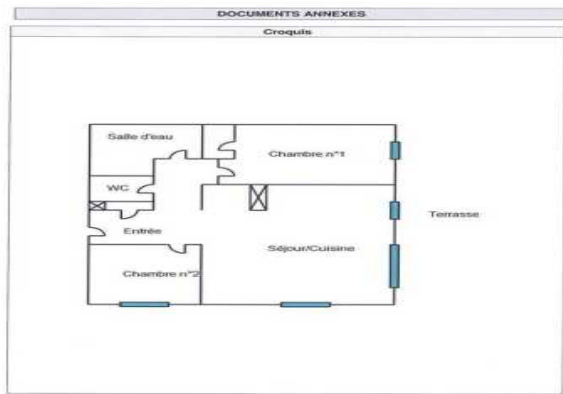 DOCUMENTS ANNEXES
Croquis
Salle d'eau
Chambre n°1
WC
Terrasse
Entrée
Séjour/Cuisine
Chambre n°2